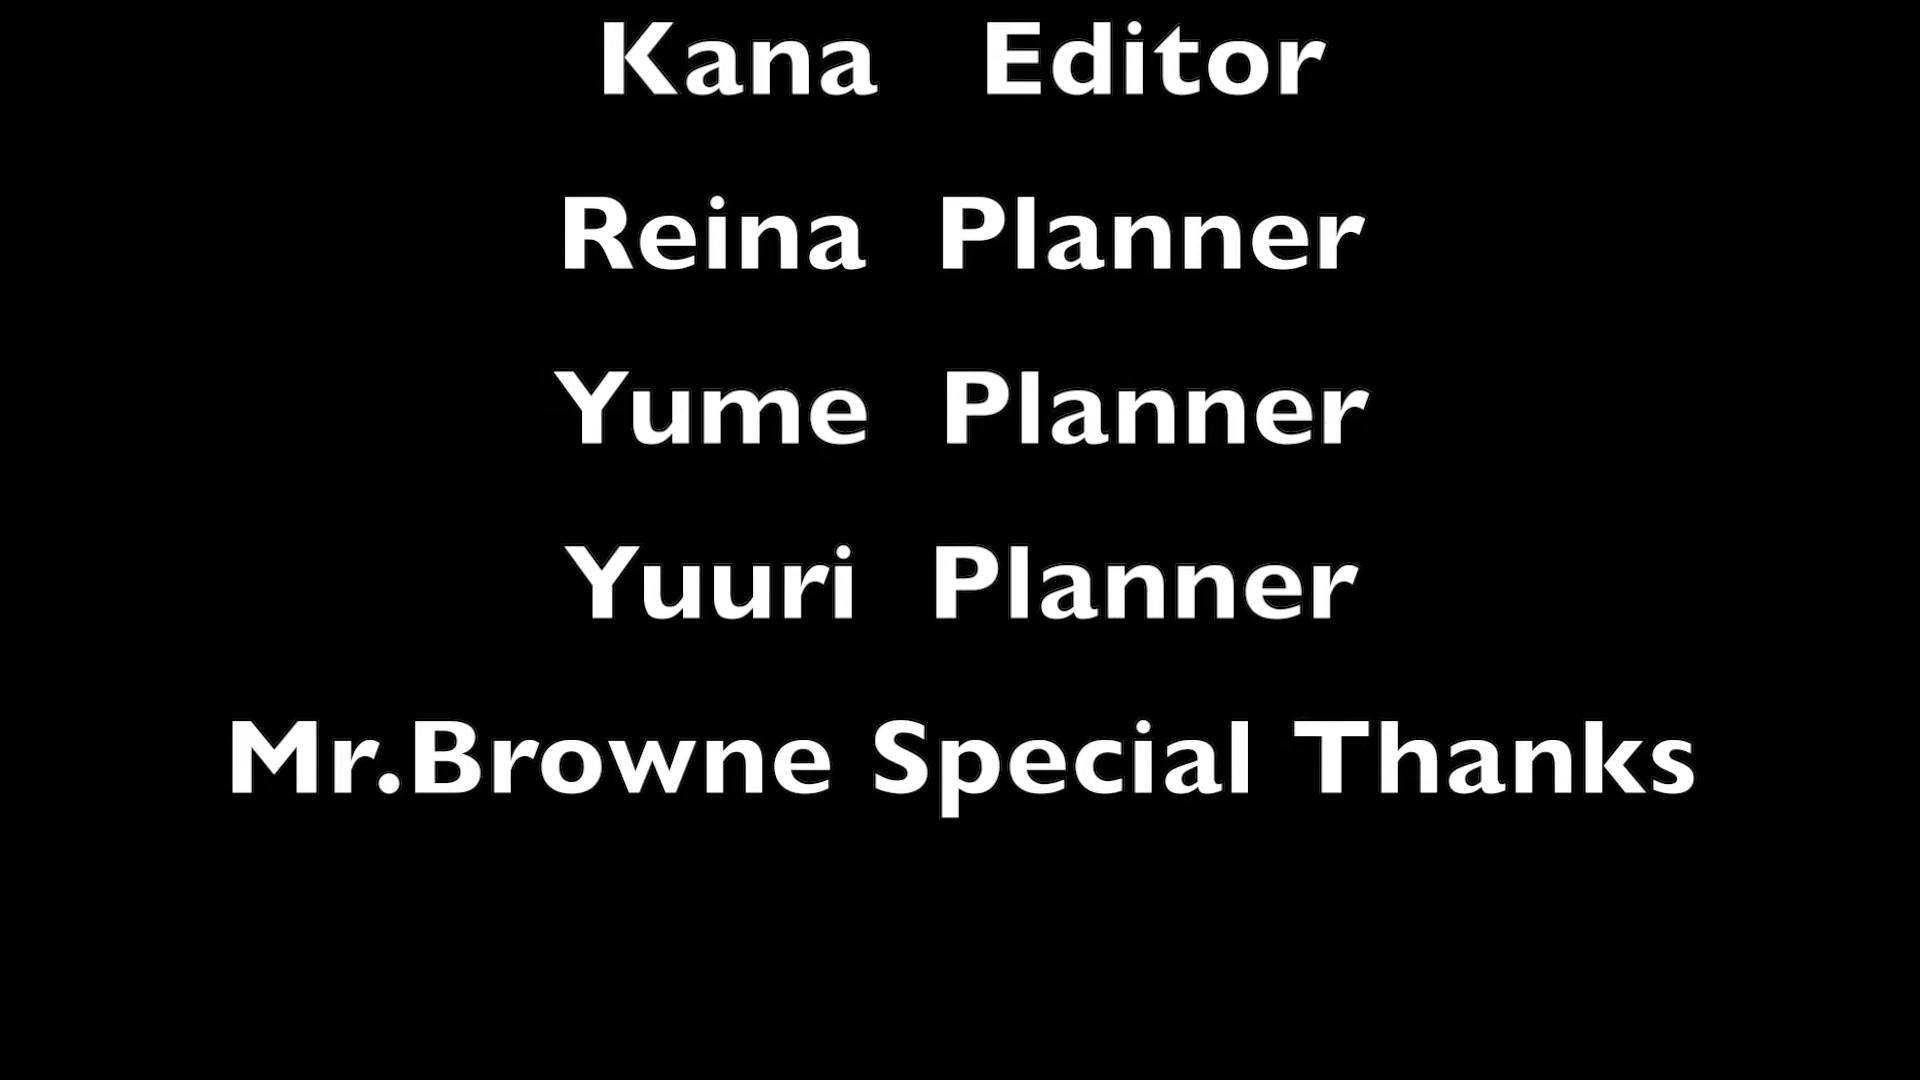 Kana Editor
Reina Planner
Yume Planner
Yuuri Planner
Mr.Browne Special Thanks